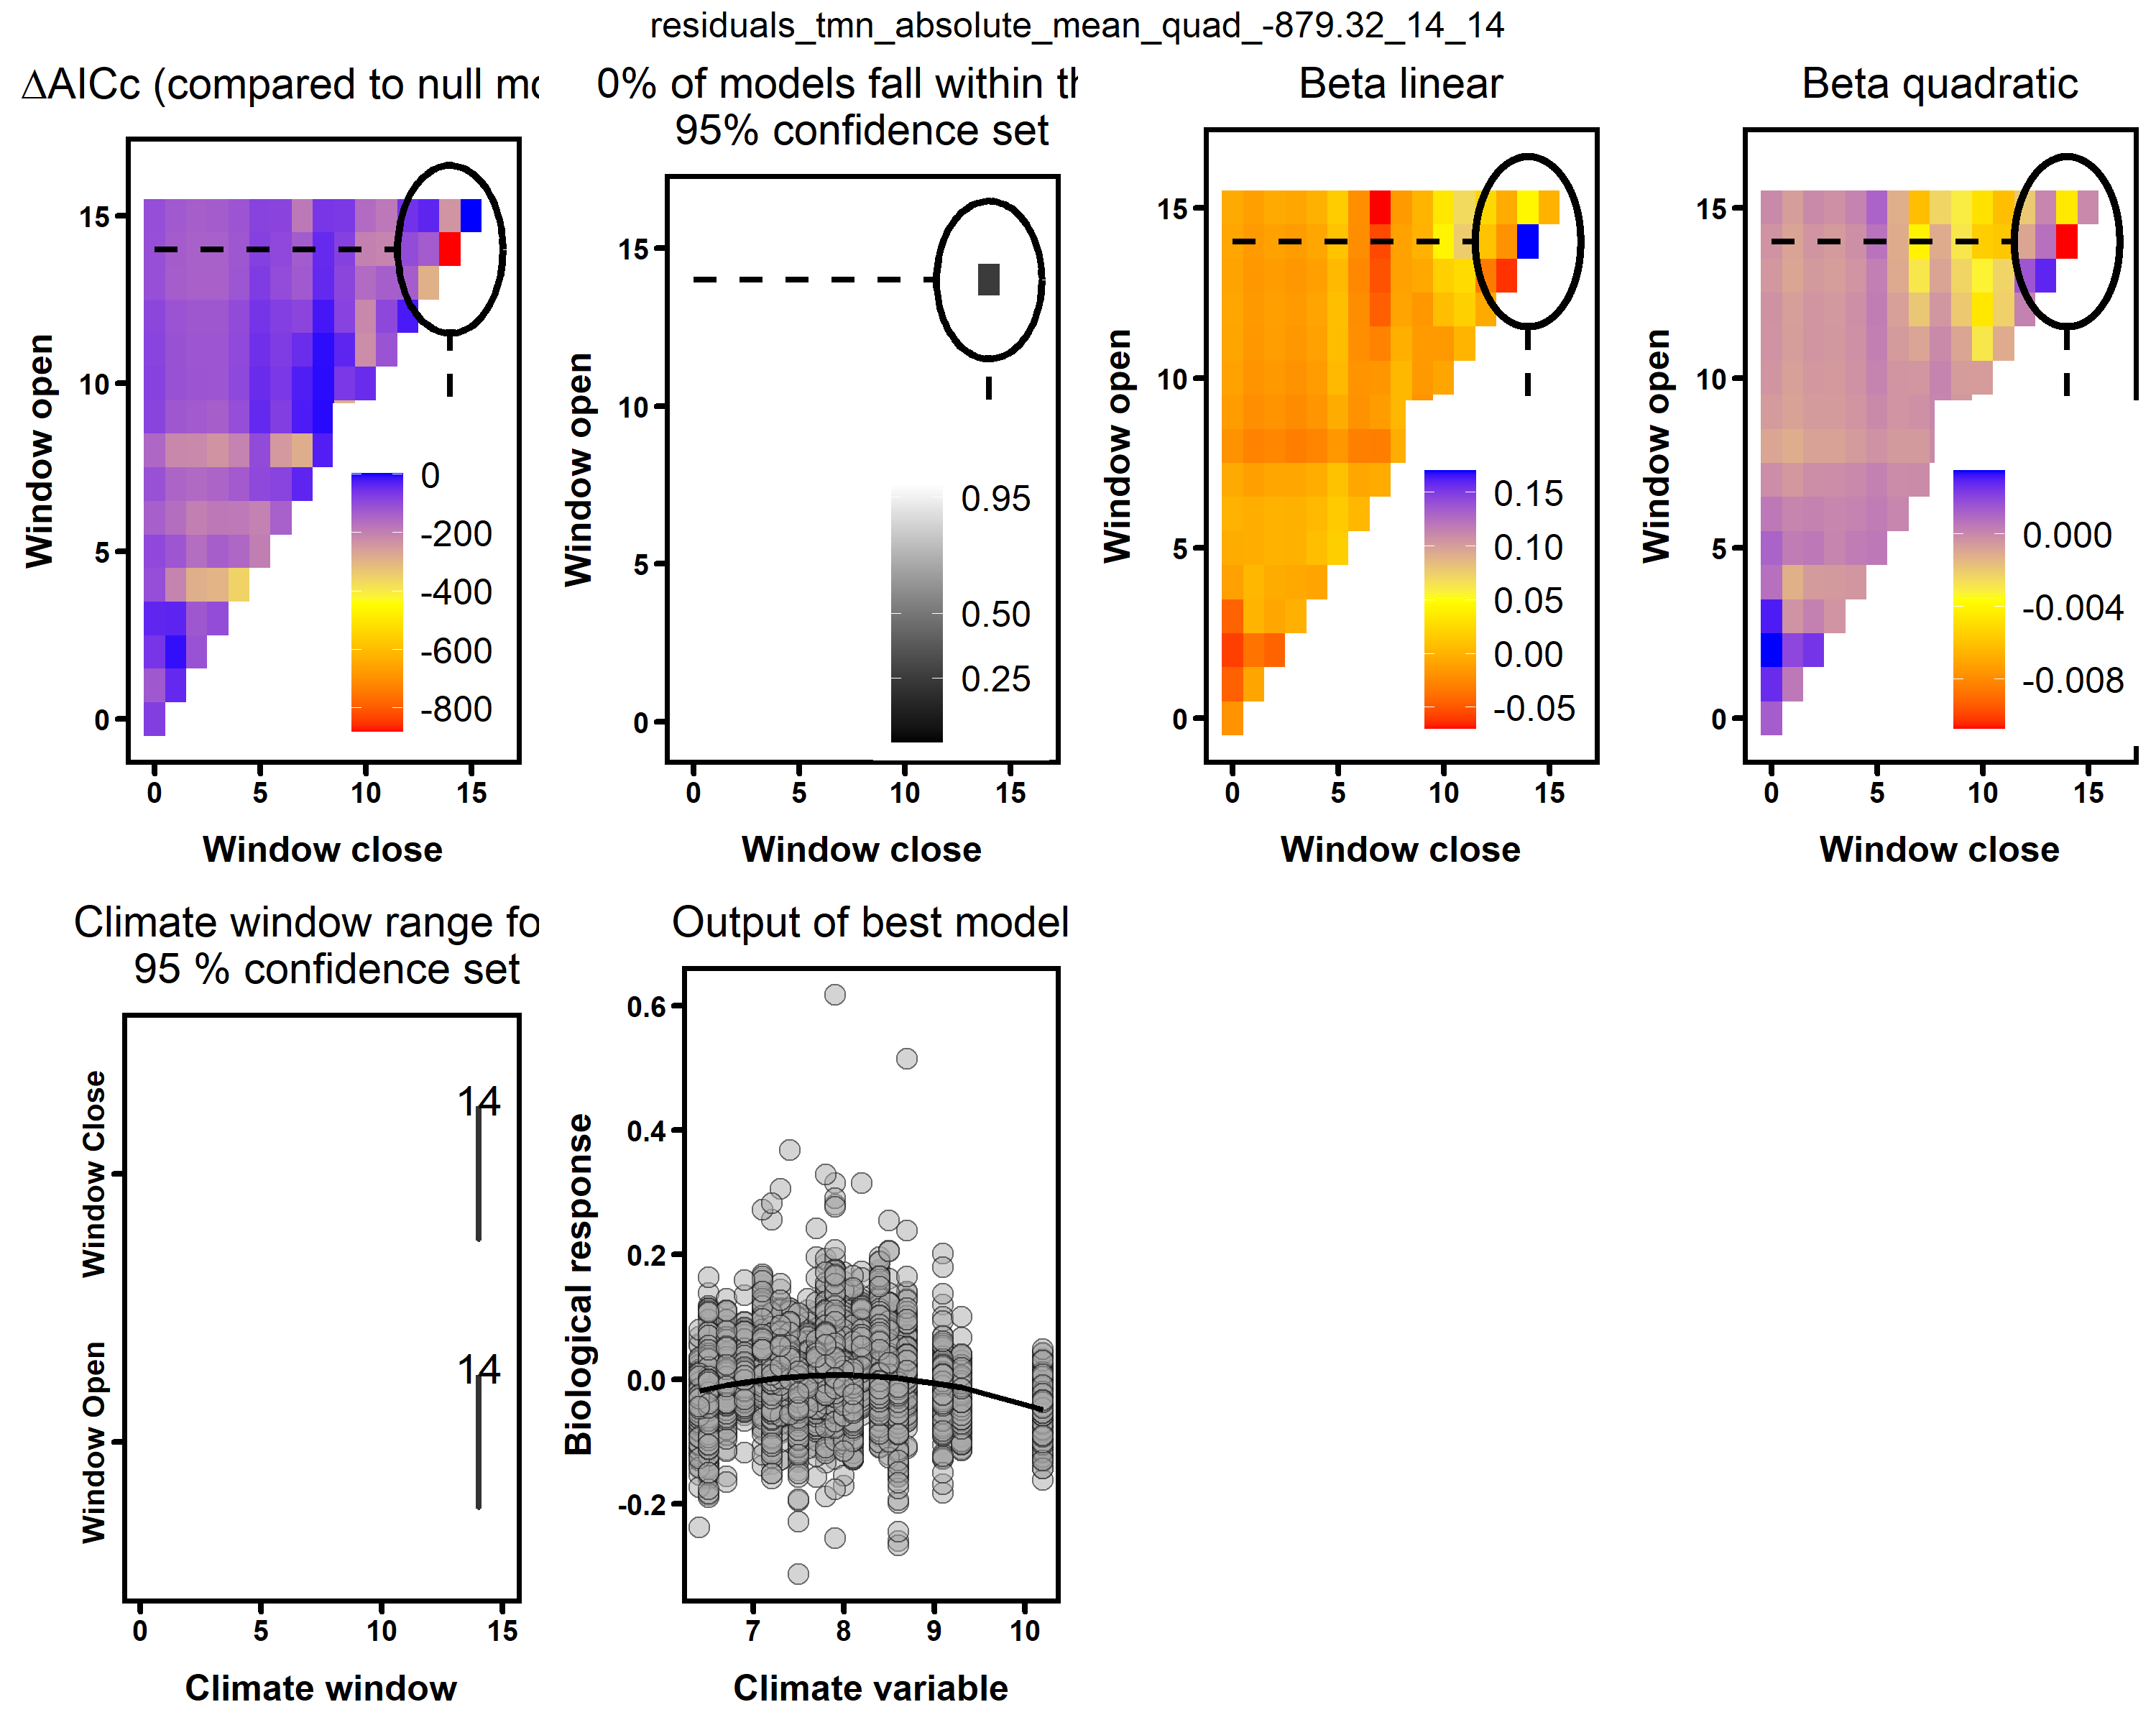 residuals_tmn_absolute_mean_quad_-879.32_14_14
ΔAICc (compared to null mo
15
10
5
0
0
-200
-400
-600
-800
0 5 10 15
Window open
Window close
0% of models fall within th
95% confidence set
15
10
5
0
0.95
0.50
0.25
0 5 10 15
Window open
Window close
Beta linear
15
10
5
0
0.15
0.10
0.05
0.00
-0.05
0 5 10 15
Window open
Window close
Beta quadratic
15
10
5
0
0.000
-0.004
-0.008
0 5 10 15
Window open
Window close
Climate window range fo
95 % confidence set
Window Close
14
Window Open
14
0 5 10 15
Climate window
Output of best model
0.6
0.4
0.2
0.0
-0.2
7 8 9 10
Biological response
Climate variable